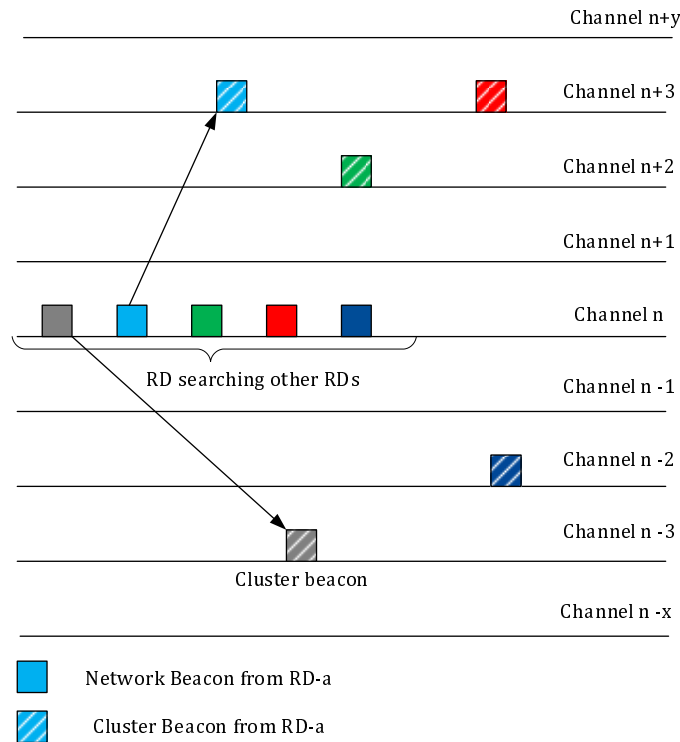 Channel n+y
Channel n+3
Channel n+2
Channel n+1
Channel n
RD searching other RDs
Channel n -1
Channel n -2
Channel n -3
Cluster beacon
Channel n -x
Network Beacon from RD-a
Cluster Beacon from RD-a